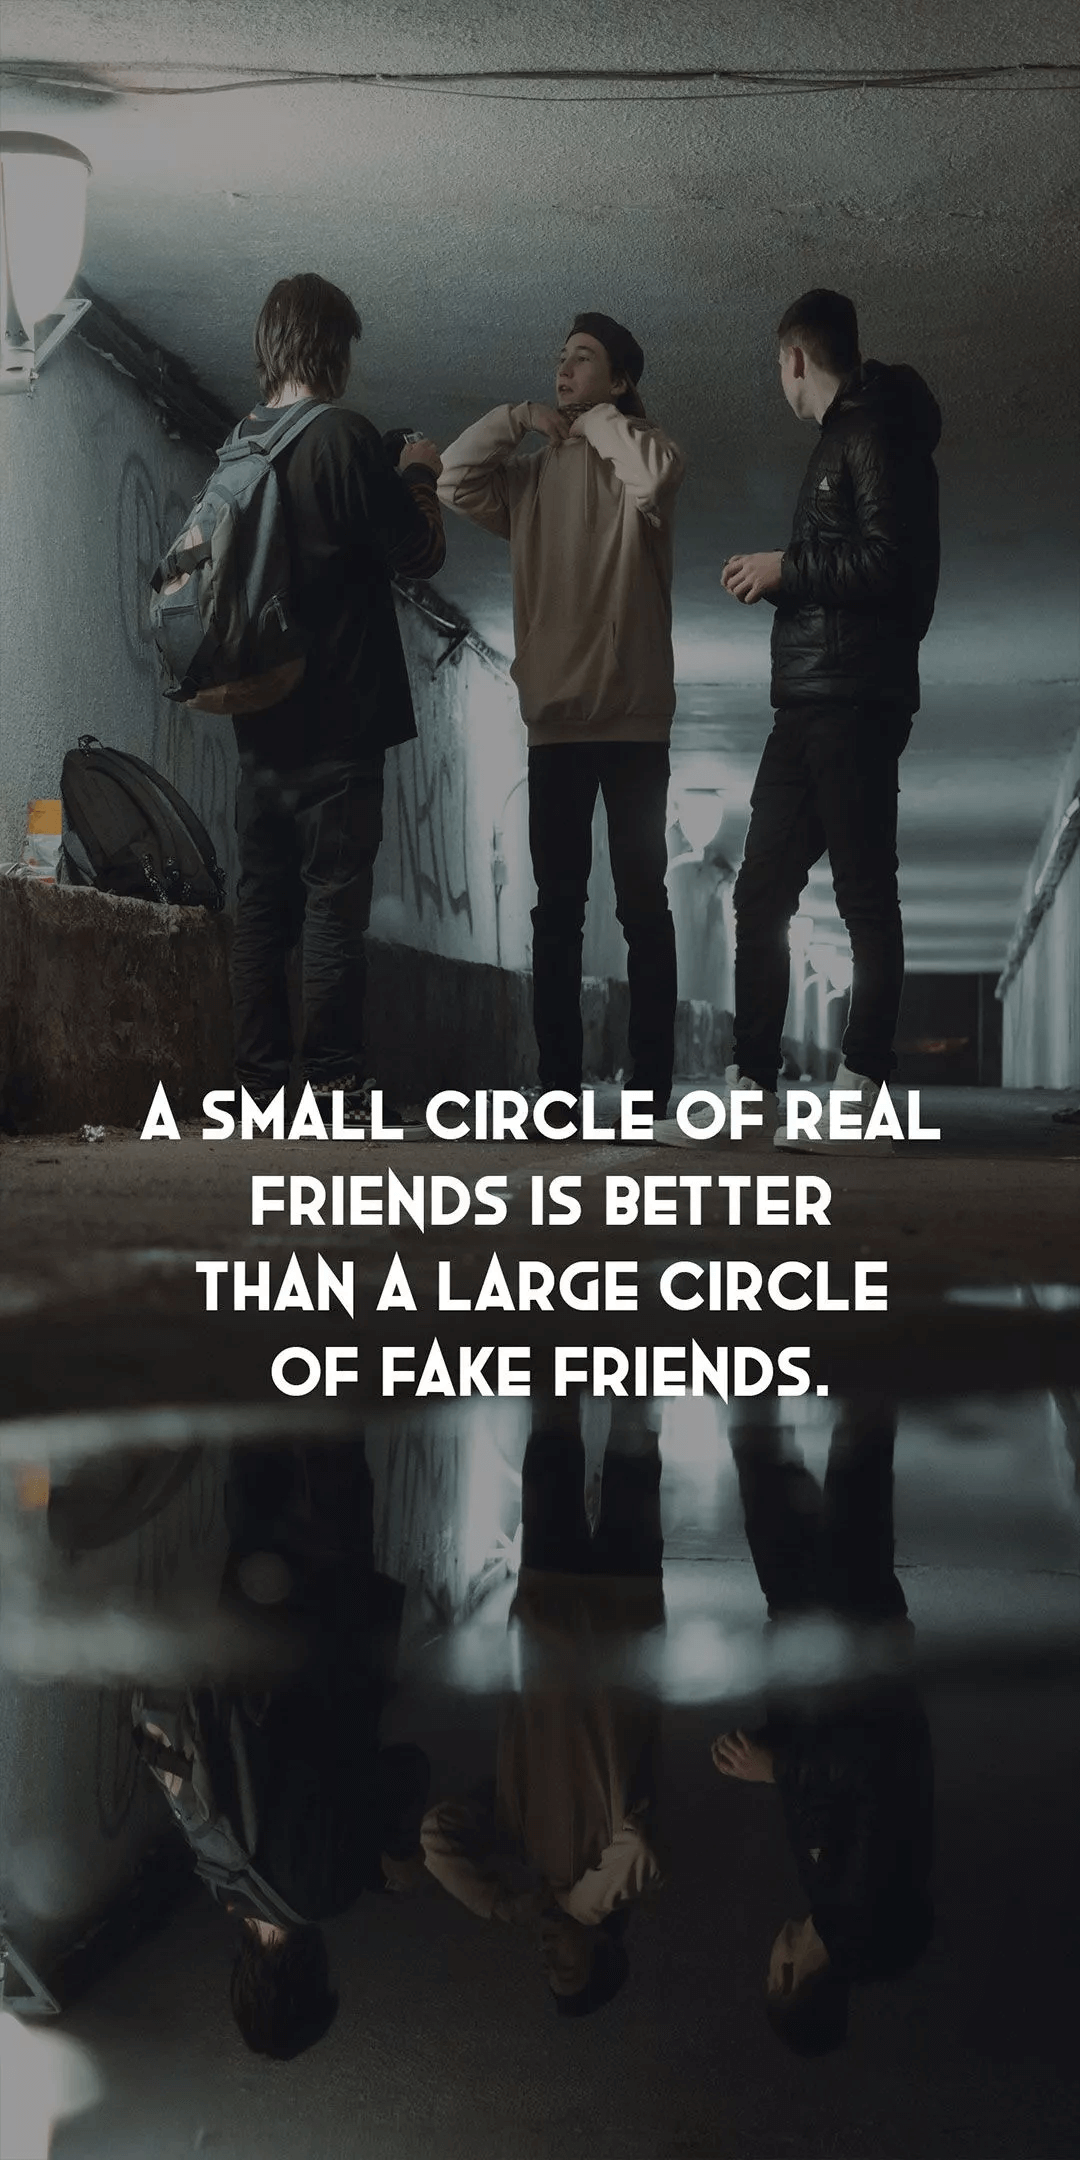 A SMALL CIRCLE OF REAL
FRIENDS IS BETTER
THAN A LARGE CIRCLE
OF FAKE FRIENDS.